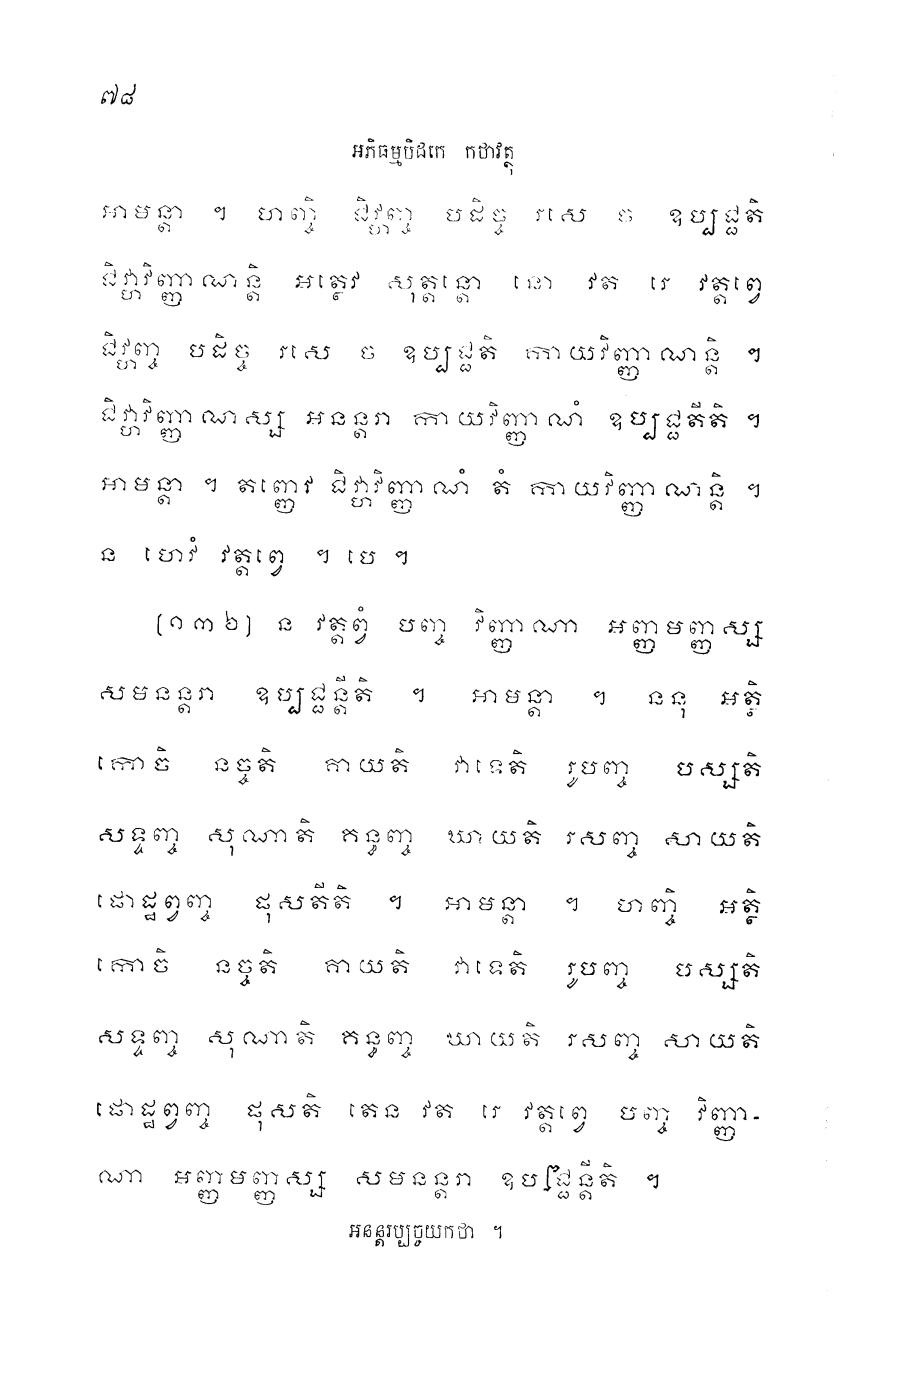 ៧៨
អភិធម្មបិដកេ កថាវត្ថុ
អាមន្តា ។ ហញ្ចិ ជិវ្ហញ្ច បដិច្ច រសេ ច ឧប្បជ្ជតិ
ជិវ្ហាវិញ្ញាណន្តិ អត្ថេវ សុត្តន្តោ នោ វត រេ វត្តព្វេ
ជិវ្ហញ្ច បដិច្ច រសេ ច ឧប្បជ្ជតិ កាយវិញ្ញាណន្តិ ។
ជិវ្ហាវិញ្ញាណស្ស អនន្តរា កាយវិញ្ញាណំ ឧប្បជ្ជតីតិ ។
អាមន្តា ។ តញ្ញេវ ជិវ្ហាវិញ្ញាណំ តំ កាយវិញ្ញាណន្តិ ។
ន ហេវំ វត្តព្វេ ។ បេ ។
(១៣៦) ន វត្តព្វំ បញ្ច វិញ្ញាណា អញ្ញមញ្ញស្ស
សមនន្តរា ឧប្បជ្ជន្តីតិ ។ អាមន្តា ។ ននុ អត្ថិ
កោចិ នច្ចតិ គាយតិ វាទេតិ រូបញ្ច បស្សតិ
សទ្ទញ្ច សុណាតិ គន្ធញ្ច ឃាយតិ រសញ្ច សាយតិ
ផោដ្ឋព្វញ្ច ផុសតីតិ ។ អាមន្តា ។ ហញ្ចិ អត្ថិ
កោចិ នច្ចតិ គាយតិ វាទេតិ រូបញ្ច បស្សតិ
សទ្ទញ្ច សុណាតិ គន្ធញ្ច ឃាយតិ រសញ្ច សាយតិ
ផោដ្ឋព្វញ្ច ផុសតិ តេន វត រេ វត្តព្វេ បញ្ច វិញ្ញា-
ណា អញ្ញមញ្ញស្ស សមនន្តរា ឧប្បជ្ជន្តីតិ ។
អនន្តរប្បច្ចយកថា ។